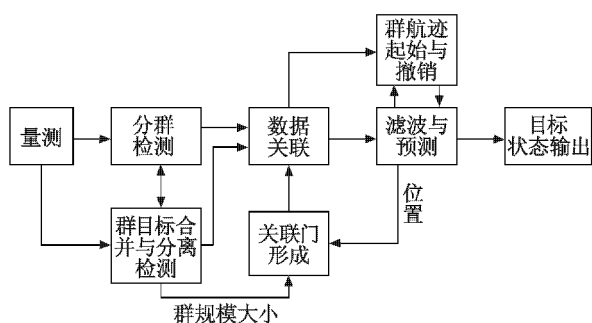 群航迹
起始与
撤销
量测
分群
检测
数据
关联
滤波与
预测
目标
状态输出
位置
群目标合
并与分离
检测
关联门
形成
群规模大小